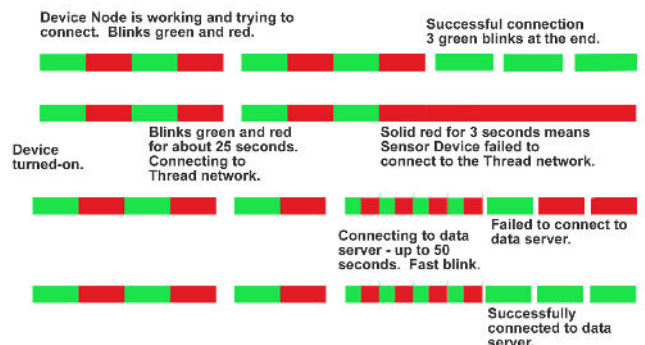 Device Node is working and trying to
connect. Blinks green and red.
Successful connection
3 green blinks at the end.
Device
turned-on.
Blinks green and red
for about 25 seconds.
Connecting to
Thread network.
Solid red for 3 seconds means
Sensor Device failed to
connect to the Thread network.
Connecting to data
server - up to 50
seconds. Fast blink.
Failed to connect to
data server.
Successfully
connected to data
server.